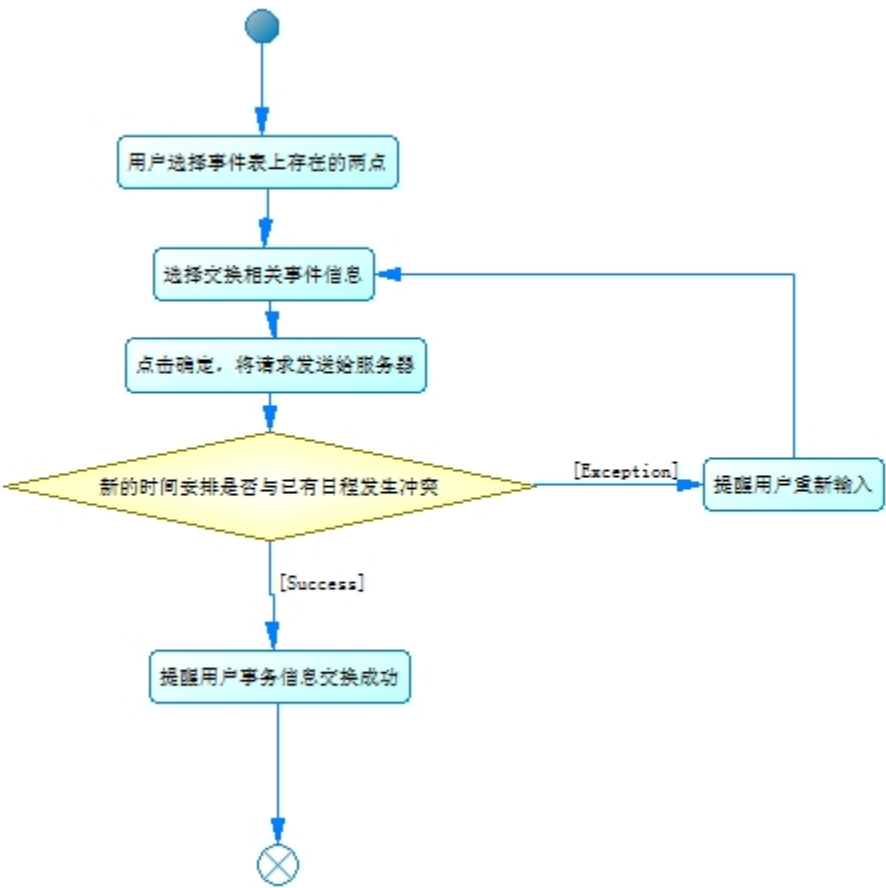 用户选择事件表上存在的两点
选择交换相关事件信息
点击确定，将请求发送给服务器
新的时间安排是否与已有日程发生冲突
[Exception]
提醒用户重新输入
[Success]
提醒用户事务信息交换成功